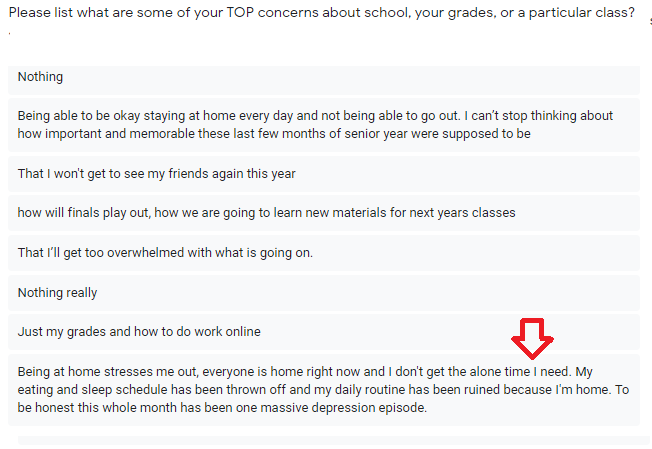 Please list what are some of your TOP concerns about school, your grades, or a particular class?
.
Nothing
Being able to be okay staying at home every day and not being able to go out. I can't stop thinking about
how important and memorable these last few months of senior year were supposed to be
That I won't get to see my friends again this year
how will finals play out, how we are going to learn new materials for next years classes
That I'll get too overwhelmed with what is going on.
Nothing really
Just my grades and how to do work online
Being at home stresses me out, everyone is home right now and I don't get the alone time I need. My
eating and sleep schedule has been thrown off and my daily routine has been ruined because I'm home. To
be honest this whole month has been one massive depression episode.